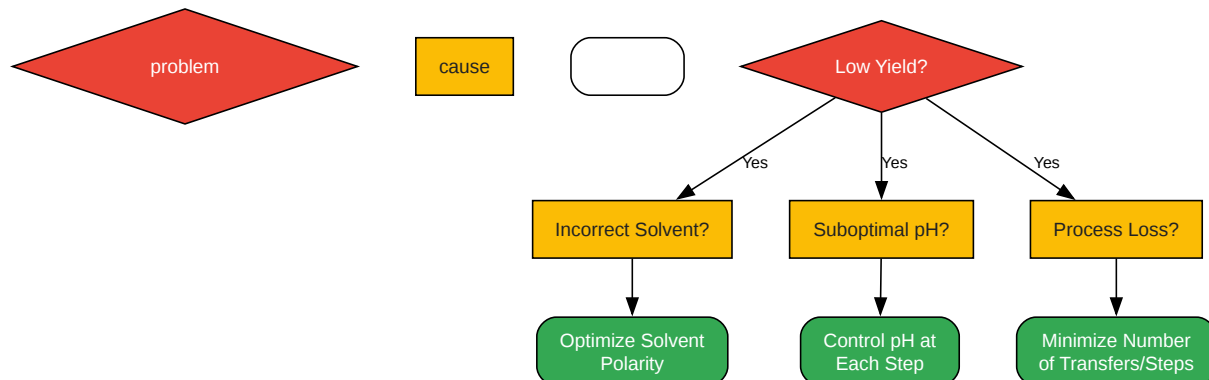 problem
cause
Low Yield?
Yes
Yes
Yes
Incorrect Solvent?
Suboptimal pH?
Process Loss?
Optimize Solvent
Polarity
Control pH at
Each Step
Minimize Number
of Transfers/Steps